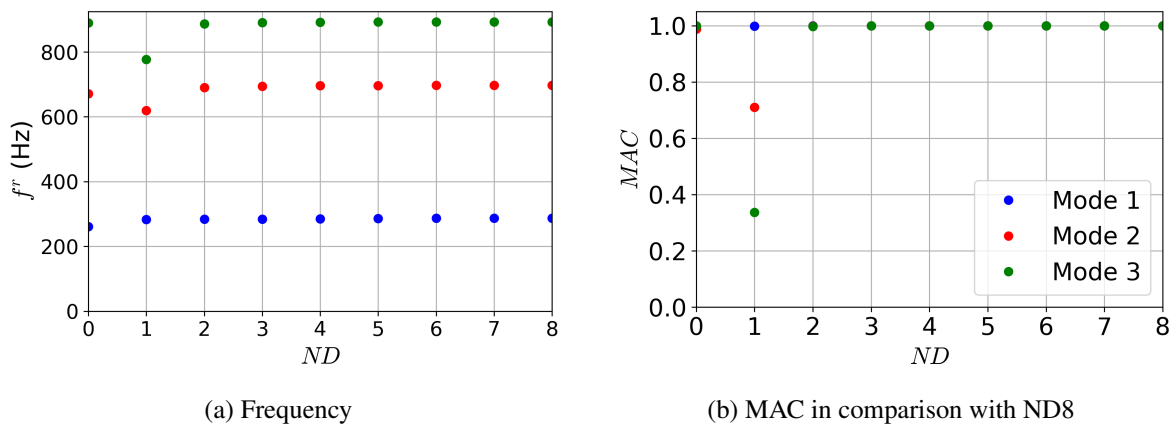 800
600
400
200
0
f^r (Hz)
0 1 2 3 4 5 6 7 8
ND
(a) Frequency
1.0
0.8
0.6
0.4
0.2
0.0
MAC
Mode 1
Mode 2
Mode 3
0 1 2 3 4 5 6 7 8
ND
(b) MAC in comparison with ND8